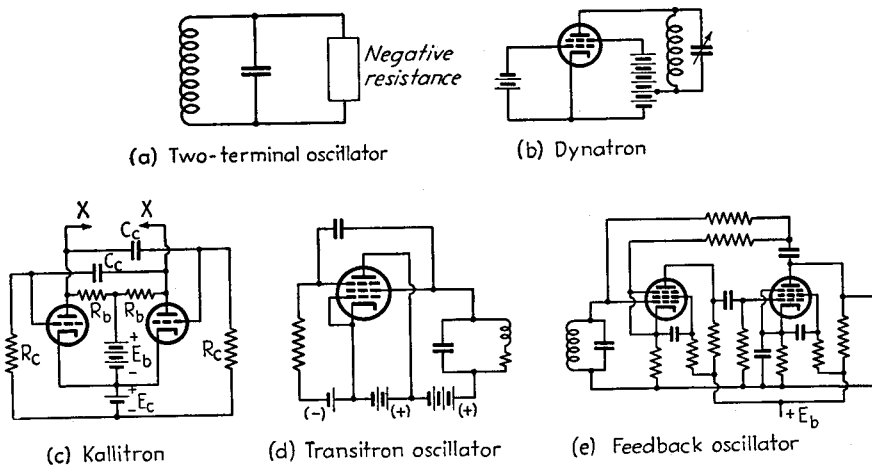 Negative
resistance
(a) Two-terminal oscillator
(b) Dynatron
X X
C_c
C_c
R_b R_b
R_c
+
E_b
-
R_c
+
E_c
-
(c) Kallitron
(-) (+) (+)
(d) Transitron oscillator
+E_b
(e) Feedback oscillator